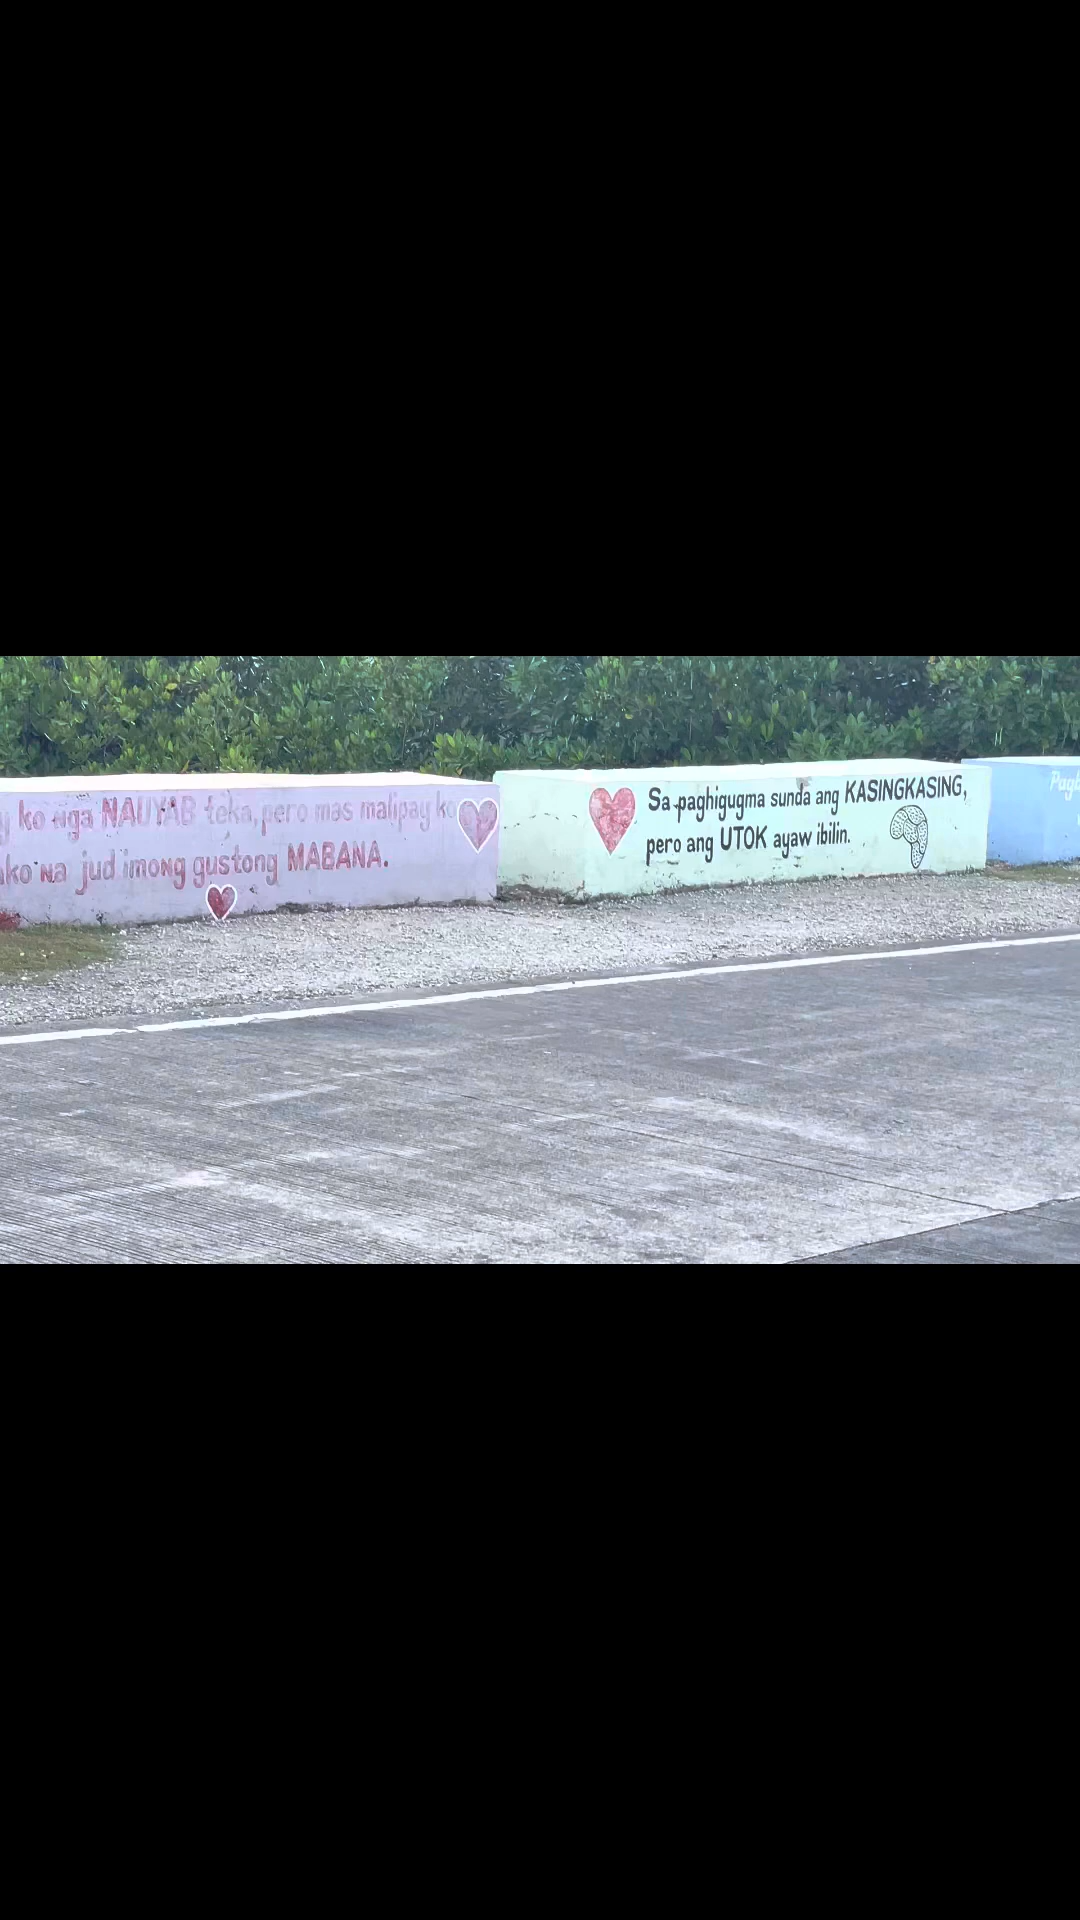 ko nga NAUYAB teka, pero mas malipay ko
Ako na jud imong gustong MABANA.
Sa paghigugma sunda ang KASINGKASING,
pero ang UTOK ayaw ibilin.